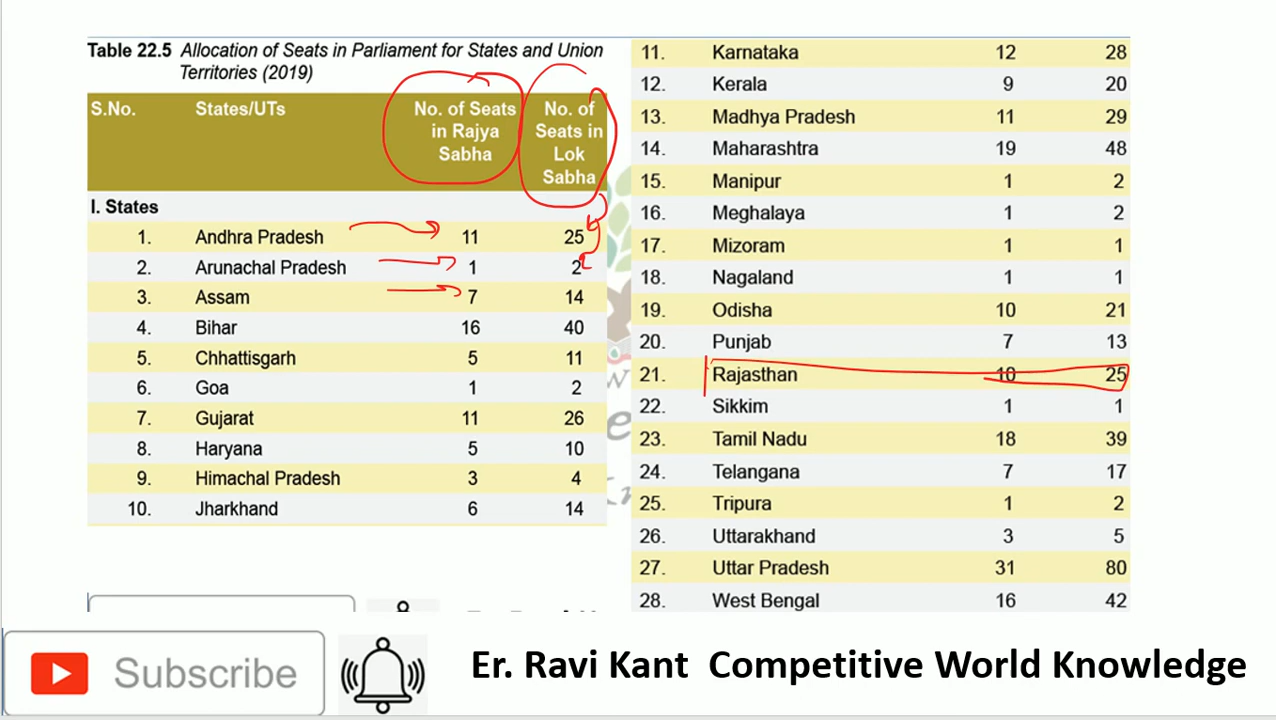 Table 22.5 Allocation of Seats in Parliament for States and Union
Territories (2019)
S.No. States/UTs No. of Seats in Rajya Sabha No. of Seats in Lok Sabha
I. States
1. Andhra Pradesh 11 25
2. Arunachal Pradesh 1 2
3. Assam 7 14
4. Bihar 16 40
5. Chhattisgarh 5 11
6. Goa 1 2
7. Gujarat 11 26
8. Haryana 5 10
9. Himachal Pradesh 3 4
10. Jharkhand 6 14
11. Karnataka 12 28
12. Kerala 9 20
13. Madhya Pradesh 11 29
14. Maharashtra 19 48
15. Manipur 1 2
16. Meghalaya 1 2
17. Mizoram 1 1
18. Nagaland 1 1
19. Odisha 10 21
20. Punjab 7 13
21. Rajasthan 10 25
22. Sikkim 1 1
23. Tamil Nadu 18 39
24. Telangana 7 17
25. Tripura 1 2
26. Uttarakhand 3 5
27. Uttar Pradesh 31 80
28. West Bengal 16 42
Subscribe
Er. Ravi Kant Competitive World Knowledge